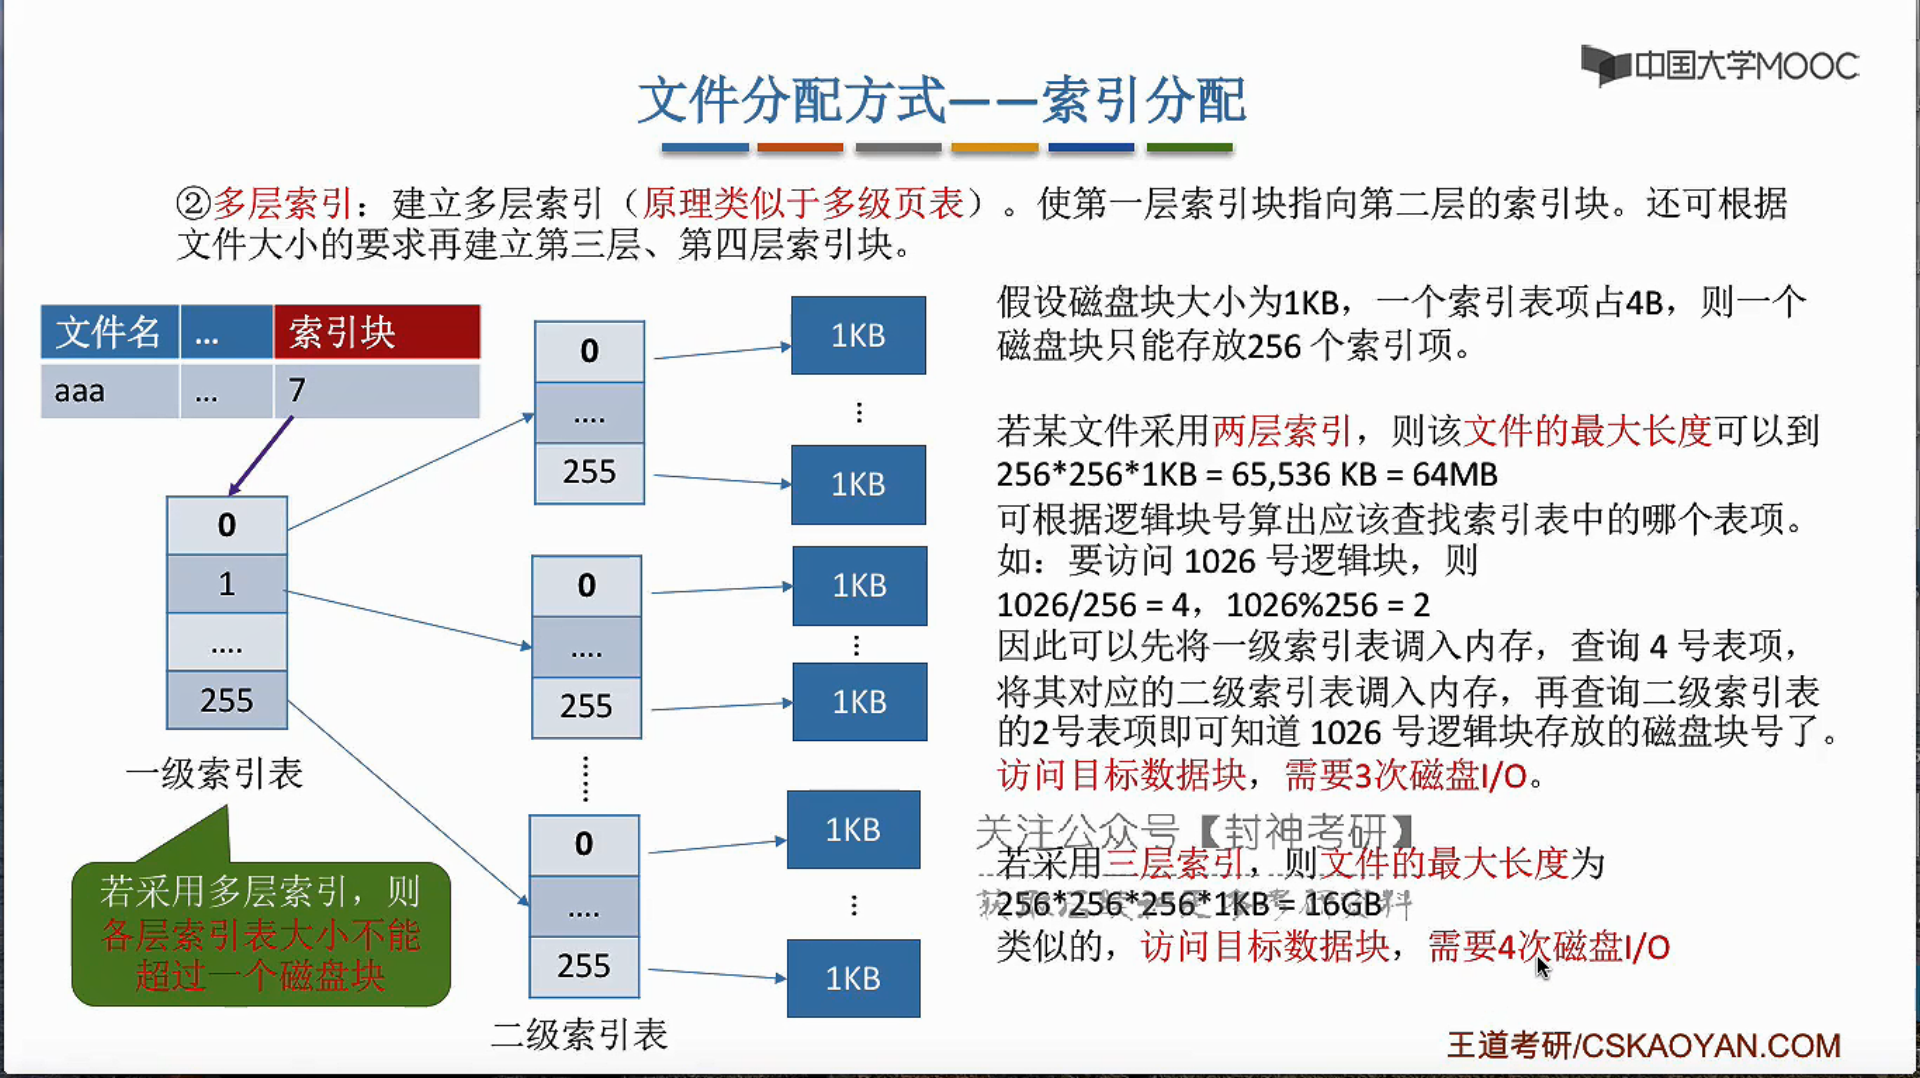 中国大学MOOC
文件分配方式——索引分配
②多层索引：建立多层索引（原理类似于多级页表）。使第一层索引块指向第二层的索引块。还可根据
文件大小的要求再建立第三层、第四层索引块。
文件名 ... 索引块
aaa ... 7
0
1
....
255
一级索引表
若采用多层索引，则
各层索引表大小不能
超过一个磁盘块
0
....
255
0
....
255
0
....
255
二级索引表
1KB
1KB
1KB
1KB
1KB
1KB
假设磁盘块大小为1KB，一个索引表项占4B，则一个
磁盘块只能存放256 个索引项。
若某文件采用两层索引，则该文件的最大长度可以到
256*256*1KB = 65,536 KB = 64MB
可根据逻辑块号算出应该查找索引表中的哪个表项。
如：要访问 1026 号逻辑块，则
1026/256 = 4，1026%256 = 2
因此可以先将一级索引表调入内存，查询 4 号表项，
将其对应的二级索引表调入内存，再查询二级索引表
的2号表项即可知道 1026 号逻辑块存放的磁盘块号了。
访问目标数据块，需要3次磁盘I/O。
关注公众号【封神考研】
若采用三层索引，则文件的最大长度为
256*256*256*1KB = 16GB
类似的，访问目标数据块，需要4次磁盘I/O
王道考研/CSKAOYAN.COM